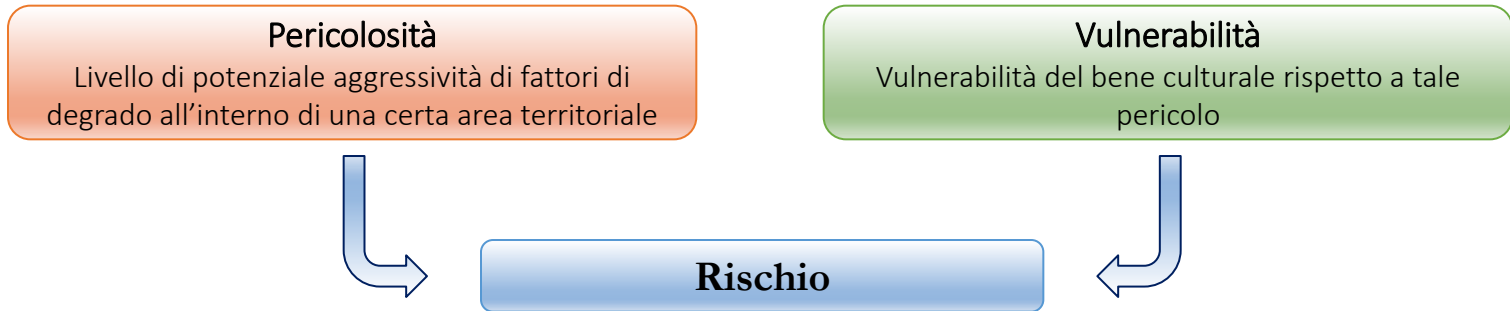 Pericolosità
Livello di potenziale aggressività di fattori di
degrado all’interno di una certa area territoriale
Vulnerabilità
Vulnerabilità del bene culturale rispetto a tale
pericolo
Rischio